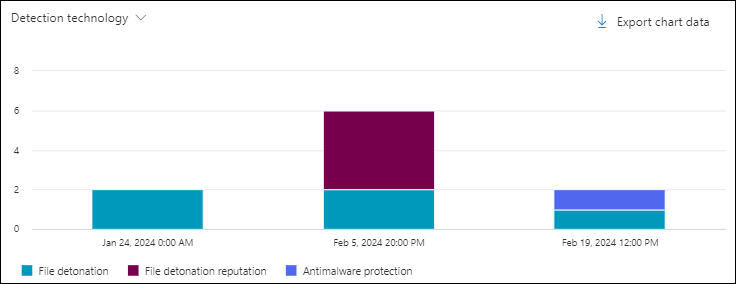 Detection technology
Export chart data
8
6
4
2
0
Jan 24, 2024 0:00 AM
Feb 5, 2024 20:00 PM
Feb 19, 2024 12:00 PM
File detonation
File detonation reputation
Antimalware protection